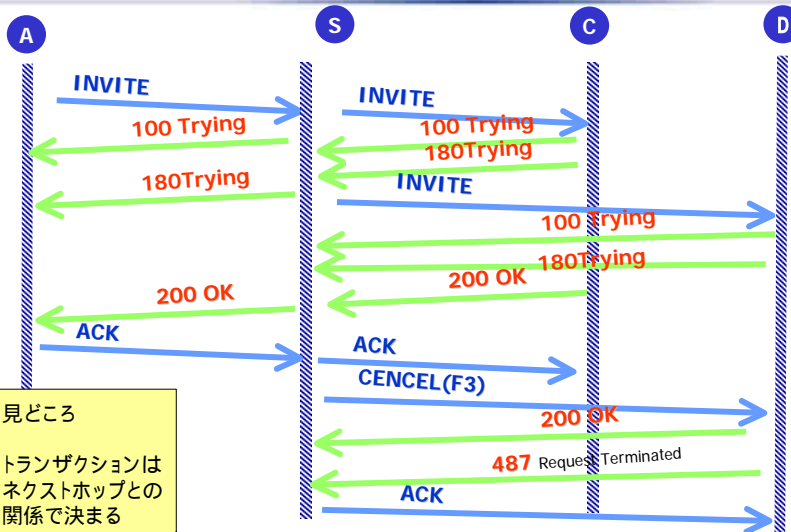 A
S
C
D
INVITE
INVITE
100 Trying
100 Trying
180Trying
180Trying
INVITE
100 Trying
180Trying
200 OK
200 OK
ACK
ACK
CENCEL(F3)
200 OK
487 Request Terminated
ACK
見どころ
トランザクションは
ネクストホップとの
関係で決まる